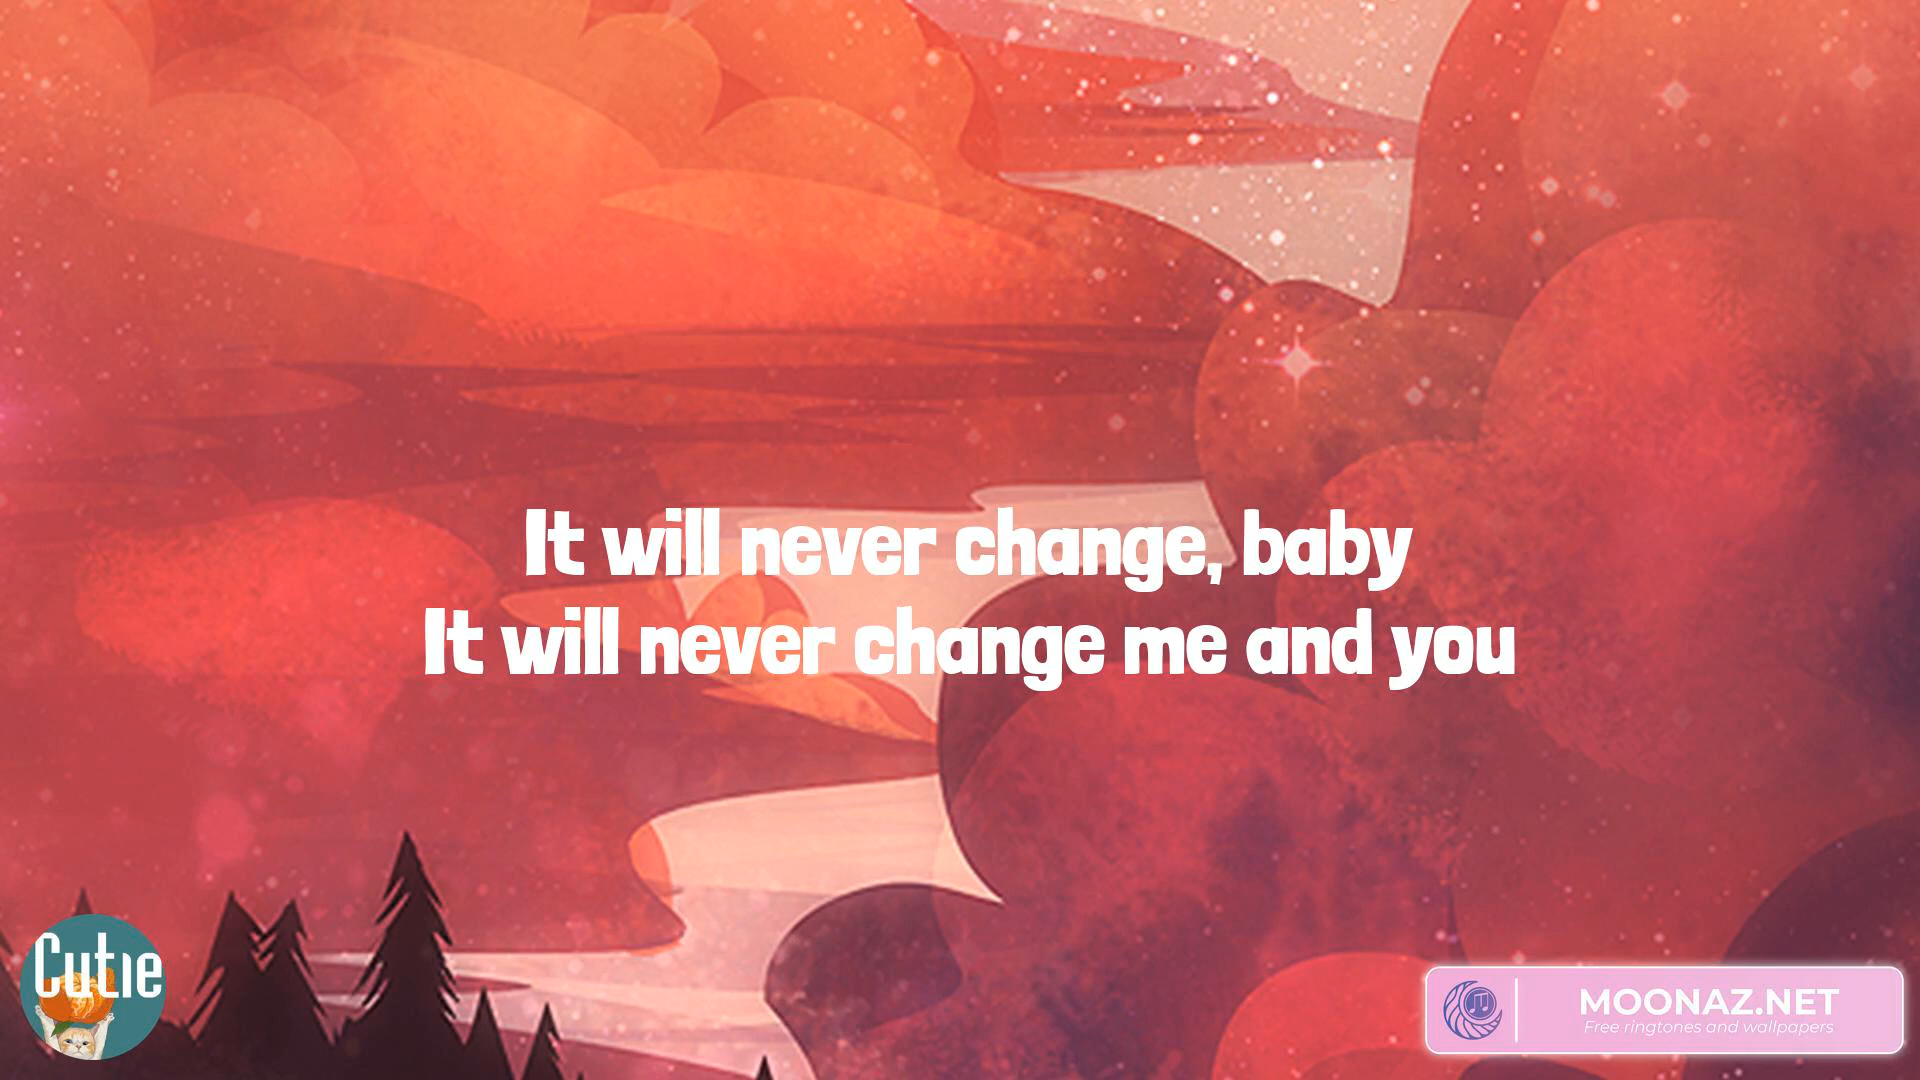 It will never change, baby
It will never change me and you
Cutie
MOONAZ.NET
Free ringtones and wallpapers